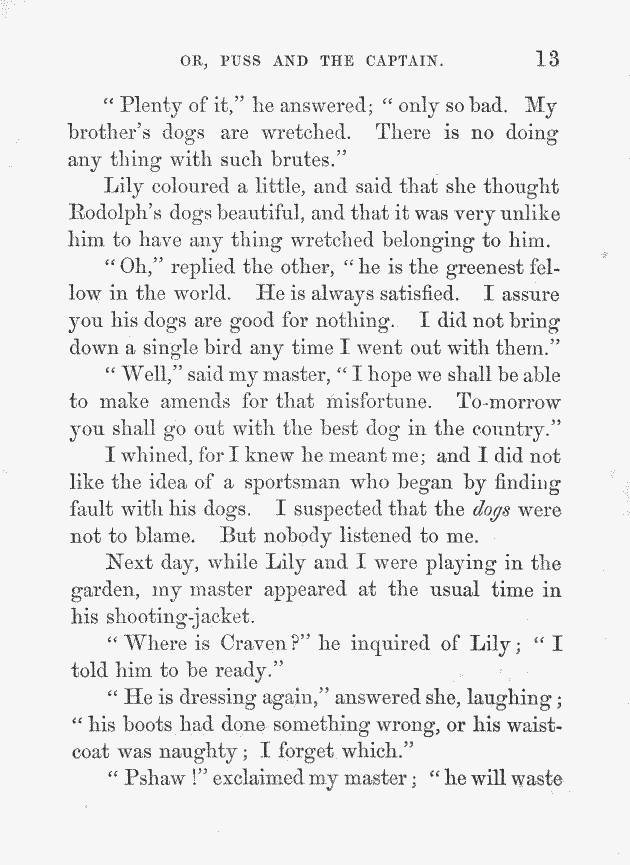 OR, PUSS AND THE CAPTAIN. 13
“ Plenty of it,” he answered; “ only so bad. My
brother’s dogs are wretched. There is no doing
any thing with such brutes.”
Lily coloured a little, and said that she thought
Rodolph’s dogs beautiful, and that it was very unlike
him to have any thing wretched belonging to him.
“ Oh,” replied the other, “ he is the greenest fel-
low in the world. He is always satisfied. I assure
you his dogs are good for nothing. I did not bring
down a single bird any time I went out with them.”
“ Well,” said my master, “ I hope we shall be able
to make amends for that misfortune. To-morrow
you shall go out with the best dog in the country.”
I whined, for I knew he meant me; and I did not
like the idea of a sportsman who began by finding
fault with his dogs. I suspected that the dogs were
not to blame. But nobody listened to me.
Next day, while Lily and I were playing in the
garden, my master appeared at the usual time in
his shooting-jacket.
“ Where is Craven?” he inquired of Lily; “ I
told him to be ready.”
“ He is dressing again,” answered she, laughing;
“ his boots had done something wrong, or his waist-
coat was naughty; I forget which.”
“ Pshaw!” exclaimed my master; “ he will waste